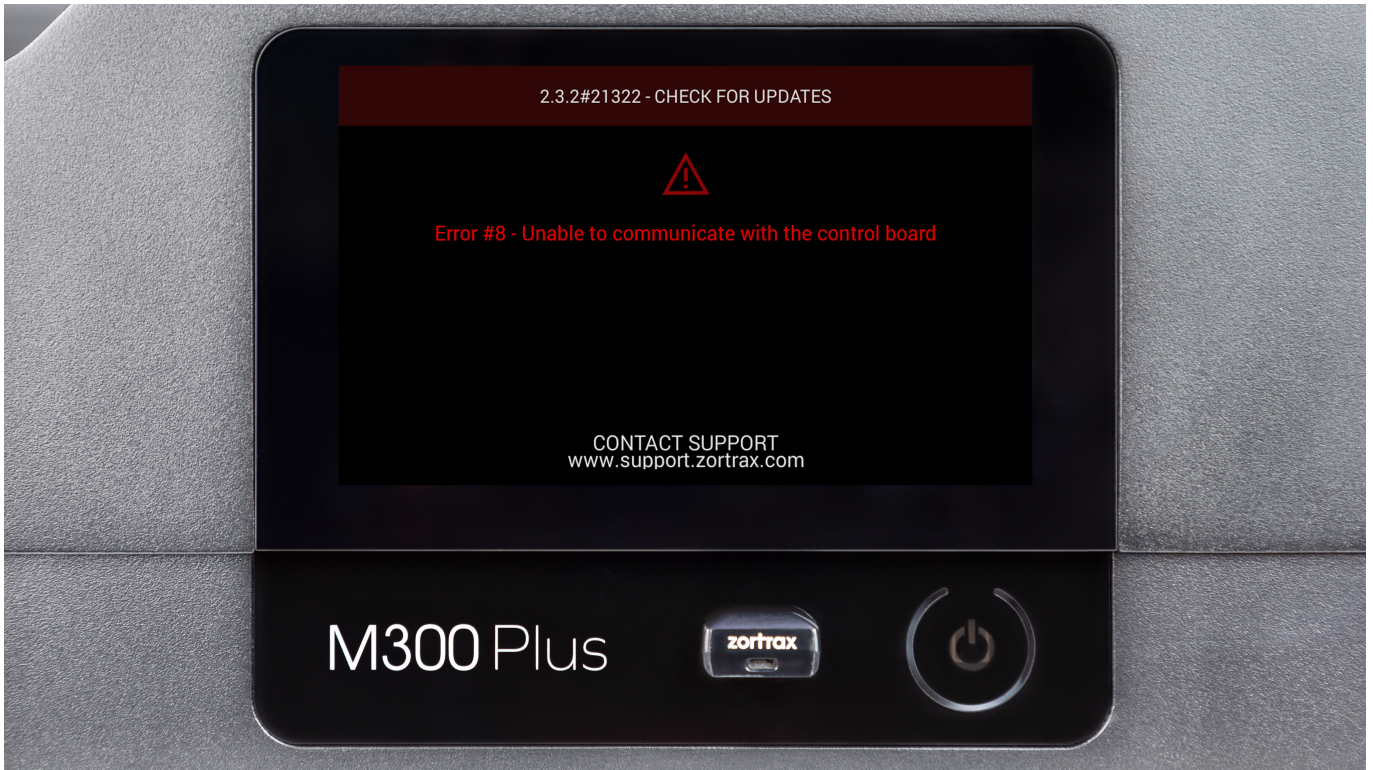 2.3.2#21322 - CHECK FOR UPDATES
Error #8 - Unable to communicate with the control board
CONTACT SUPPORT
www.support.zortrax.com
M300 Plus
zortrax